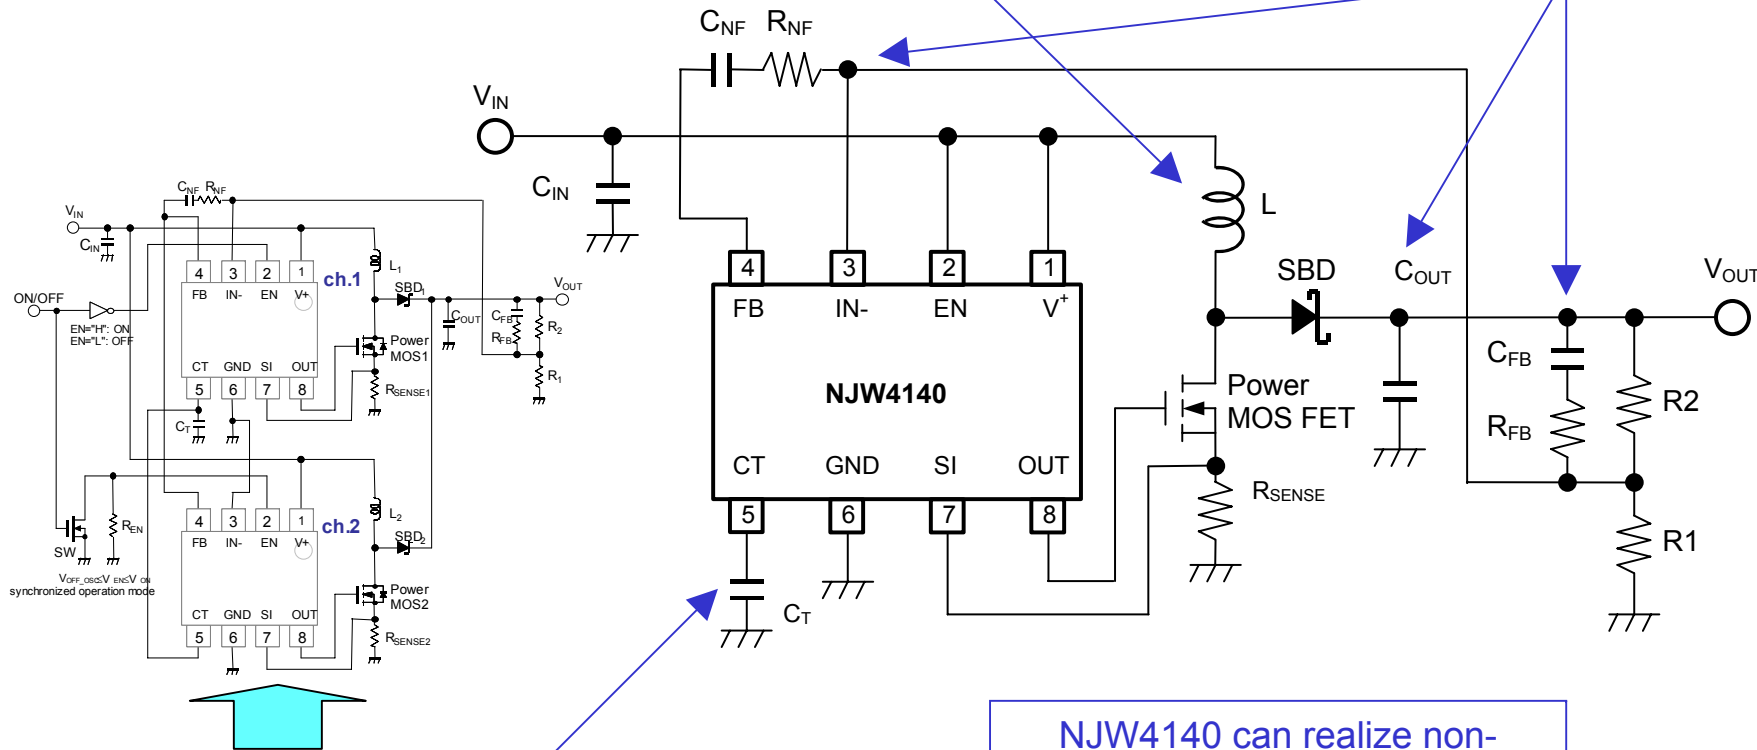 CNF RNF
VIN
CIN
L
4 3 2 1
FB IN- EN V+
NJW4140
CT GND SI OUT
5 6 7 8
CT
SBD
COUT
VOUT
Power
MOS FET
RSENSE
CFB
RFB
R2
R1
CNF RNF
VIN
CIN
ON/OFF
EN="H": ON
EN="L": OFF
4 3 2 1
FB IN- EN V+
ch.1
CT GND SI OUT
5 6 7 8
CT
L1
SBD1
VOUT
COUT
CFB
RFB
R2
R1
Power
MOS1
RSENSE1
4 3 2 1
FB IN- EN V+
ch.2
CT GND SI OUT
5 6 7 8
L2
SBD2
Power
MOS2
RSENSE2
SW
REN
VOFF_OSC≤V EN≤V ON
synchronized operation mode
NJW4140 can realize non-